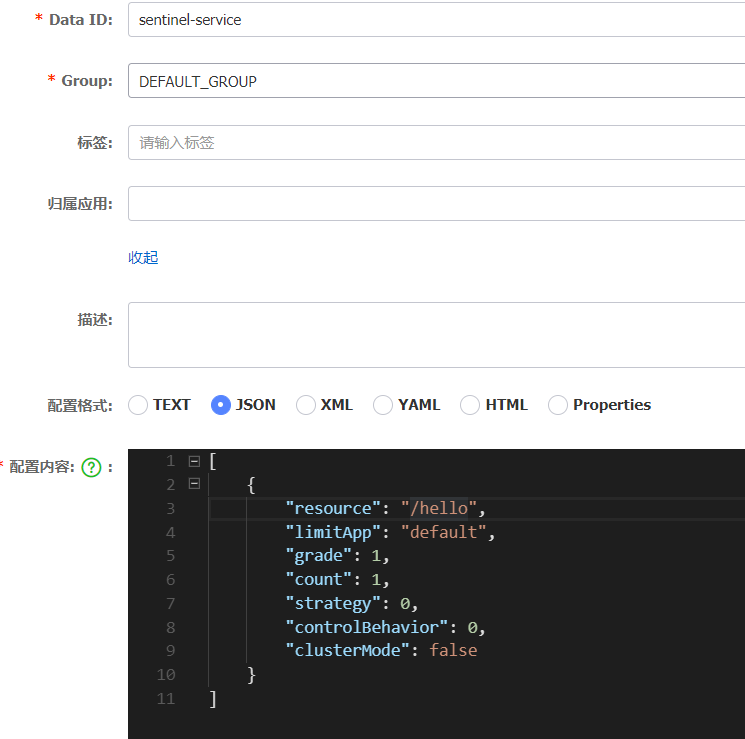 * Data ID: sentinel-service
* Group: DEFAULT_GROUP
标签: 请输入标签
归属应用:
收起
描述:
配置格式: TEXT JSON XML YAML HTML Properties
* 配置内容: ? :
1 [
2 {
3 "resource": "/hello",
4 "limitApp": "default",
5 "grade": 1,
6 "count": 1,
7 "strategy": 0,
8 "controlBehavior": 0,
9 "clusterMode": false
10 }
11 ]